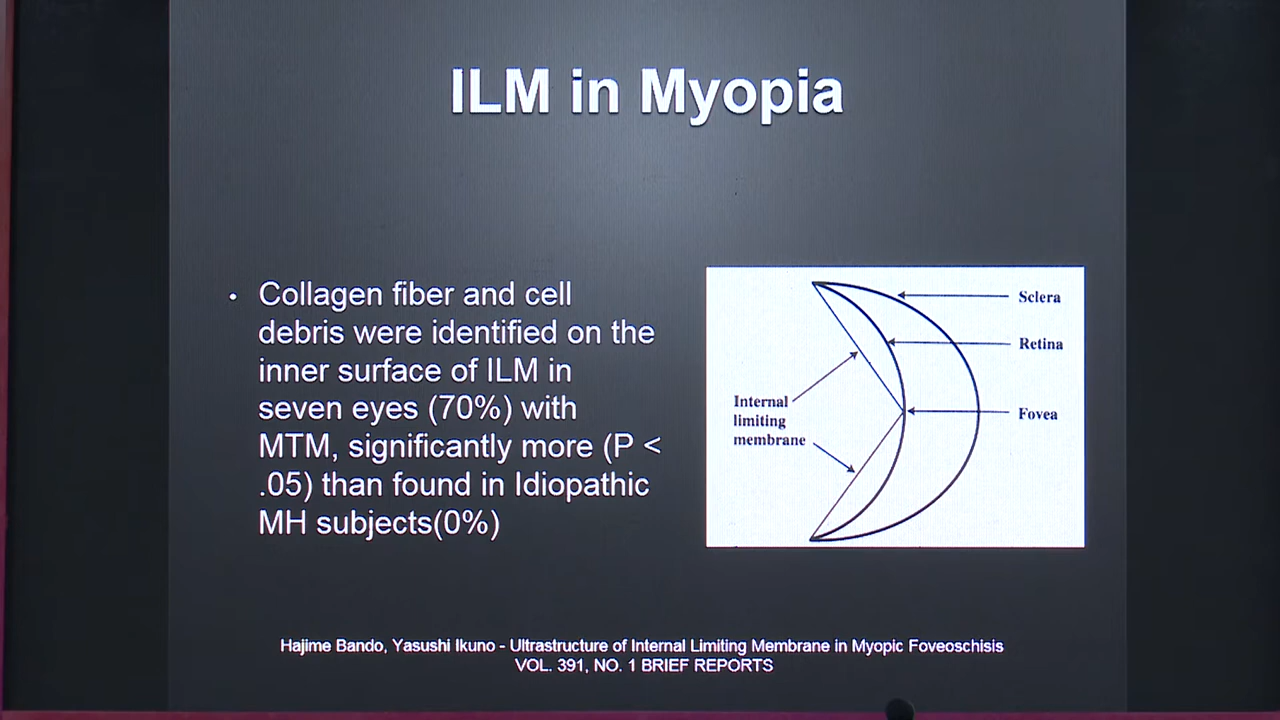 ILM in Myopia
• Collagen fiber and cell
debris were identified on the
inner surface of ILM in
seven eyes (70%) with
MTM, significantly more (P <
.05) than found in Idiopathic
MH subjects(0%)
Sclera
Retina
Internal
limiting
membrane
Fovea
Hajime Bando, Yasushi Ikuno - Ultrastructure of Internal Limiting Membrane in Myopic Foveoschisis
VOL. 391, NO. 1 BRIEF REPORTS